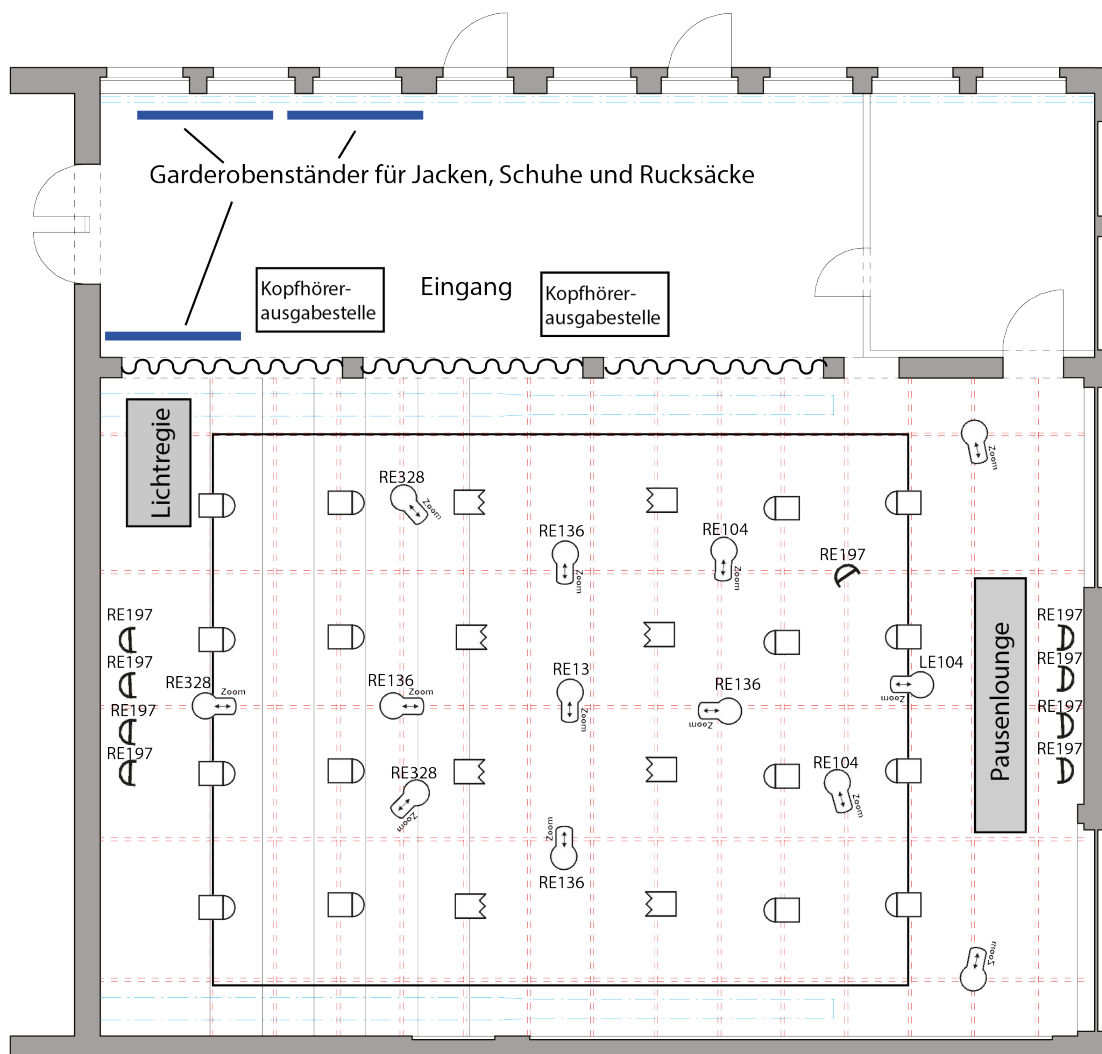 Garderobenständer für Jacken, Schuhe und Rucksäcke
Kopfhörer-
ausgabestelle
Eingang
Kopfhörer-
ausgabestelle
Lichtregie
Zoom
RE328
Zoom
RE136
Zoom
RE104
Zoom
RE197
RE197
RE197
RE197
RE197
RE328
Zoom
RE136
Zoom
RE13
Zoom
RE136
Zoom
LE104
Zoom
Pausenlounge
RE197
RE197
RE197
RE197
RE328
Zoom
RE104
Zoom
Zoom
RE136
Zoom